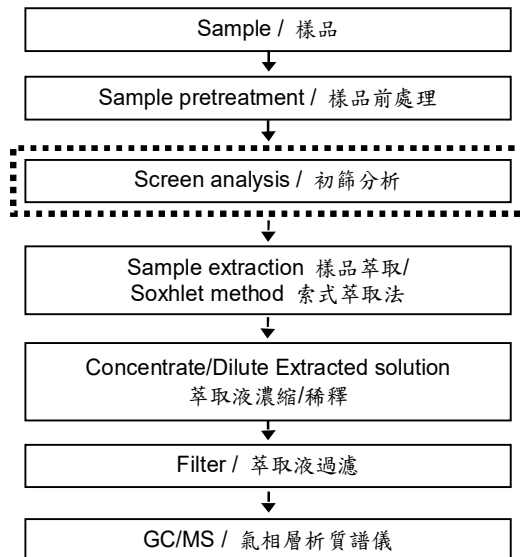 Sample / 樣品
Sample pretreatment / 樣品前處理
Screen analysis / 初篩分析
Sample extraction 樣品萃取/
Soxhlet method 索式萃取法
Concentrate/Dilute Extracted solution
萃取液濃縮/稀釋
Filter / 萃取液過濾
GC/MS / 氣相層析質譜儀